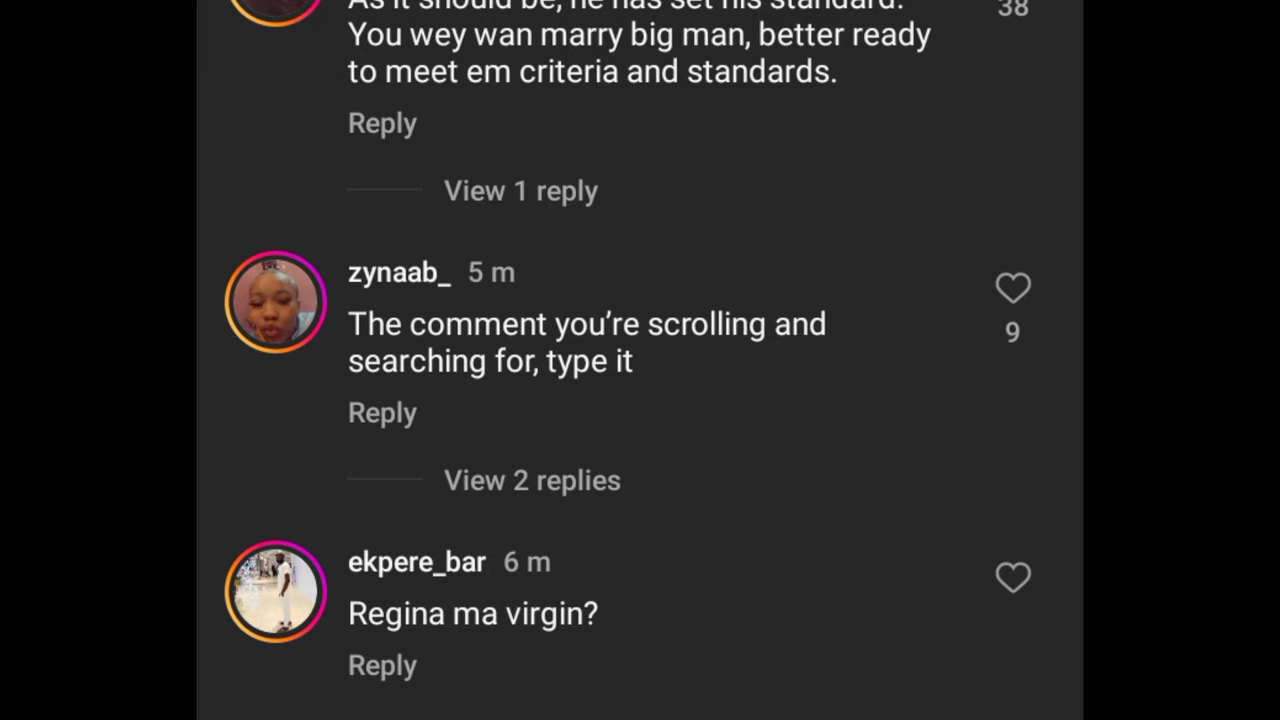 As it should be, he has set his standard.
38
You wey wan marry big man, better ready
to meet em criteria and standards.
Reply
View 1 reply
zynaab_ 5 m
The comment you’re scrolling and
9
searching for, type it
Reply
View 2 replies
ekpere_bar 6 m
Regina ma virgin?
Reply